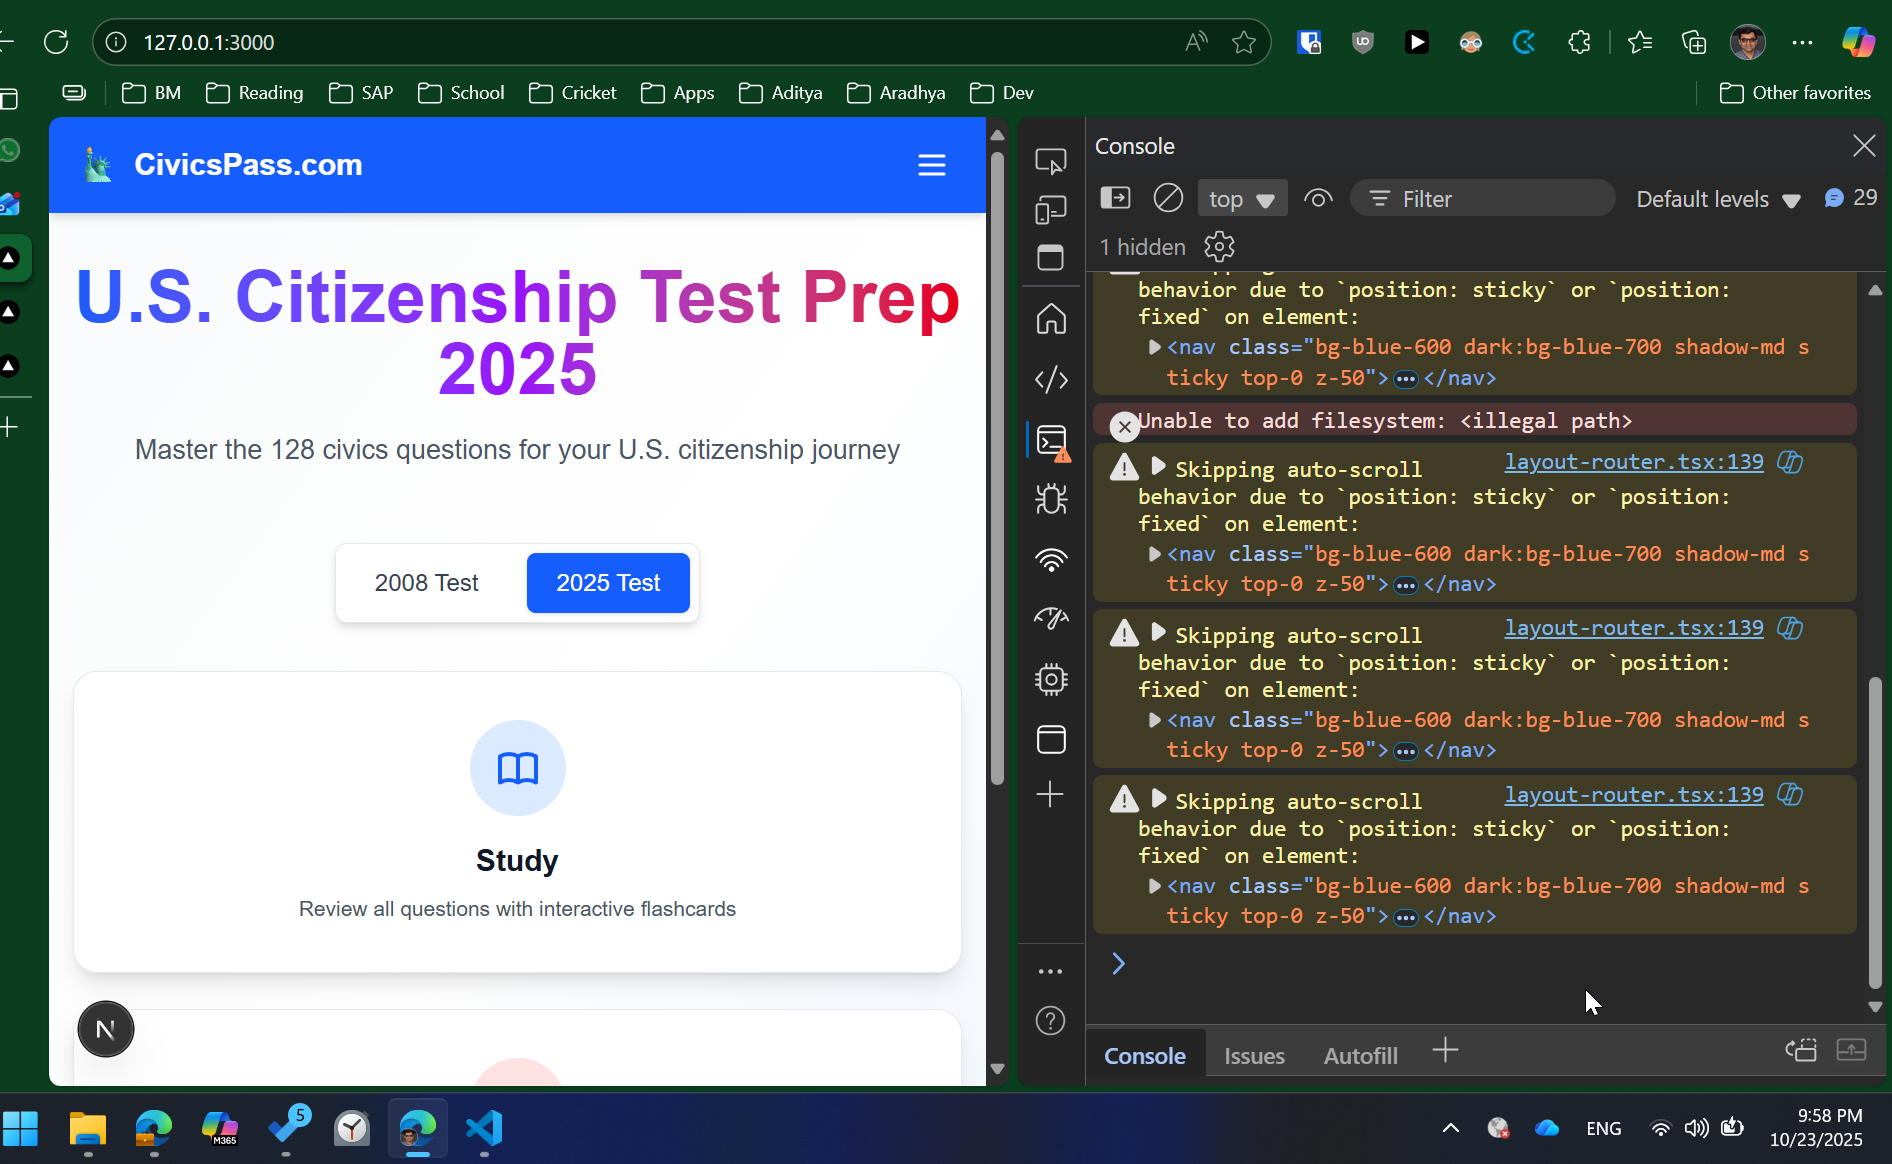 127.0.0.1:3000
BM
Reading
SAP
School
Cricket
Apps
Aditya
Aradhya
Dev
Other favorites
CivicsPass.com
U.S. Citizenship Test Prep
2025
Master the 128 civics questions for your U.S. citizenship journey
2008 Test
2025 Test
Study
Review all questions with interactive flashcards
N
Console
top
Filter
Default levels
29
1 hidden
behavior due to `position: sticky` or `position:
fixed` on element:
<nav class="bg-blue-600 dark:bg-blue-700 shadow-md s
ticky top-0 z-50">…</nav>
Unable to add filesystem: <illegal path>
Skipping auto-scroll layout-router.tsx:139
behavior due to `position: sticky` or `position:
fixed` on element:
<nav class="bg-blue-600 dark:bg-blue-700 shadow-md s
ticky top-0 z-50">…</nav>
Skipping auto-scroll layout-router.tsx:139
behavior due to `position: sticky` or `position:
fixed` on element:
<nav class="bg-blue-600 dark:bg-blue-700 shadow-md s
ticky top-0 z-50">…</nav>
Skipping auto-scroll layout-router.tsx:139
behavior due to `position: sticky` or `position:
fixed` on element:
<nav class="bg-blue-600 dark:bg-blue-700 shadow-md s
ticky top-0 z-50">…</nav>
Console
Issues
Autofill
M365
5
ENG
9:58 PM
10/23/2025